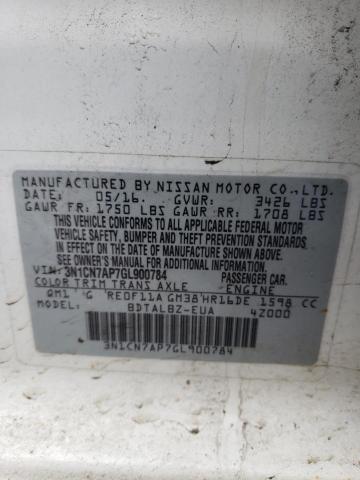 MANUFACTURED BY NISSAN MOTOR CO., LTD.
DATE: 05/16. GVWR: 3426 LBS
GAWR FR: 1750 LBS GAWR RR: 1708 LBS
THIS VEHICLE CONFORMS TO ALL APPLICABLE FEDERAL MOTOR
VEHICLE SAFETY, BUMPER AND THEFT PREVENTION STANDARDS
IN EFFECT ON THE DATE OF MANUFACTURE SHOWN ABOVE.
SEE OWNER'S MANUAL.
VIN: 3N1CN7AP7GL900784 PASSENGER CAR
COLOR TRIM TRANS AXLE ENGINE
QM1 G RE0F11A GM38 HR16DE 1598 CC
MODEL: BDTALBZ-EUA 4Z000
3N1CN7AP7GL900784